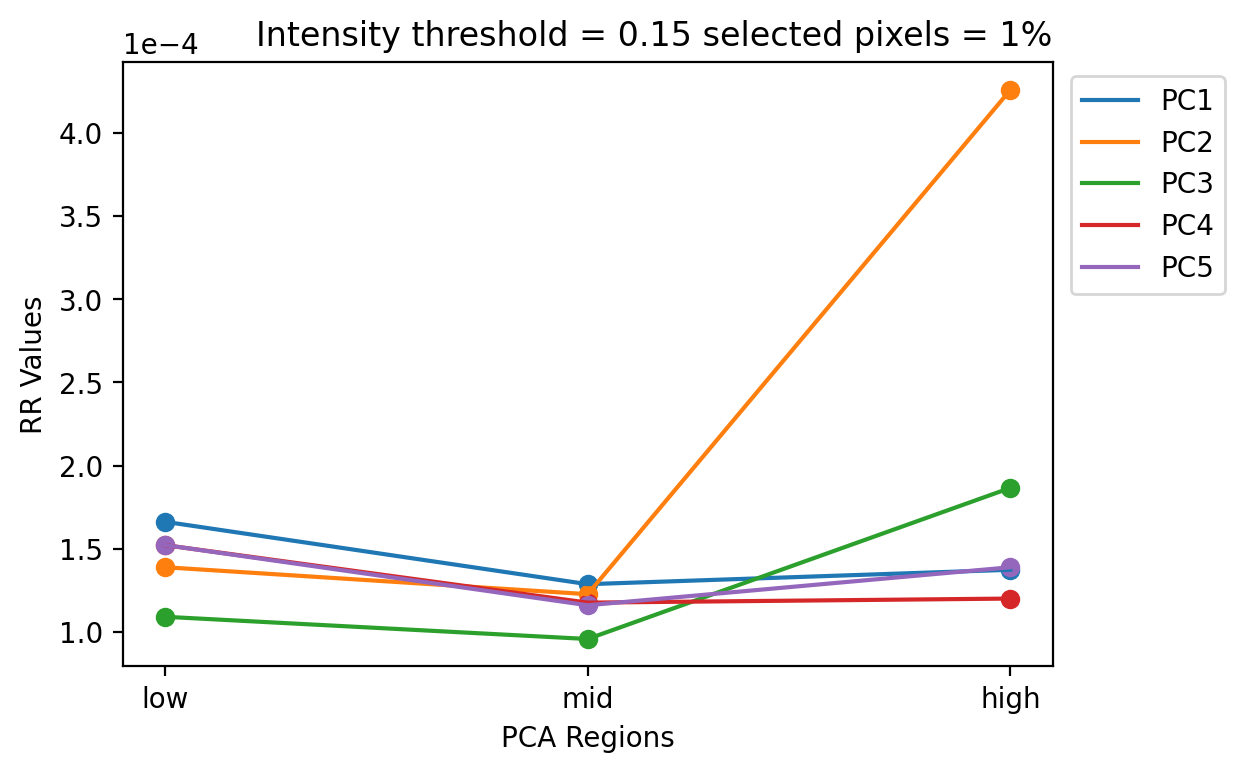 Intensity threshold = 0.15 selected pixels = 1%
1e−4
4.0
3.5
3.0
2.5
2.0
1.5
1.0
RR Values
low
mid
high
PCA Regions
PC1
PC2
PC3
PC4
PC5